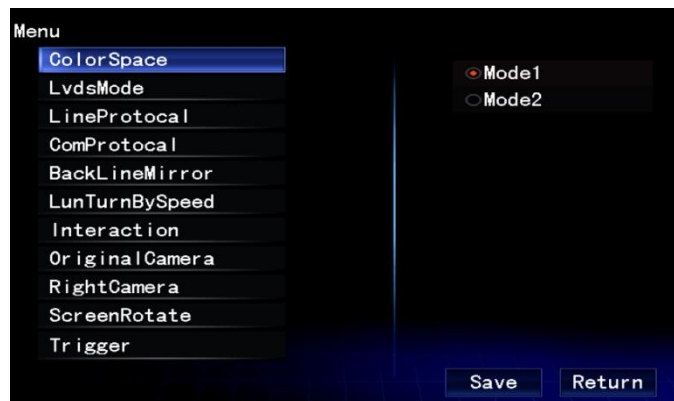 Menu
ColorSpace
LvdsMode
LineProtocal
ComProtocal
BackLineMirror
LunTurnBySpeed
Interaction
OriginalCamera
RightCamera
ScreenRotate
Trigger
Mode1
Mode2
Save
Return